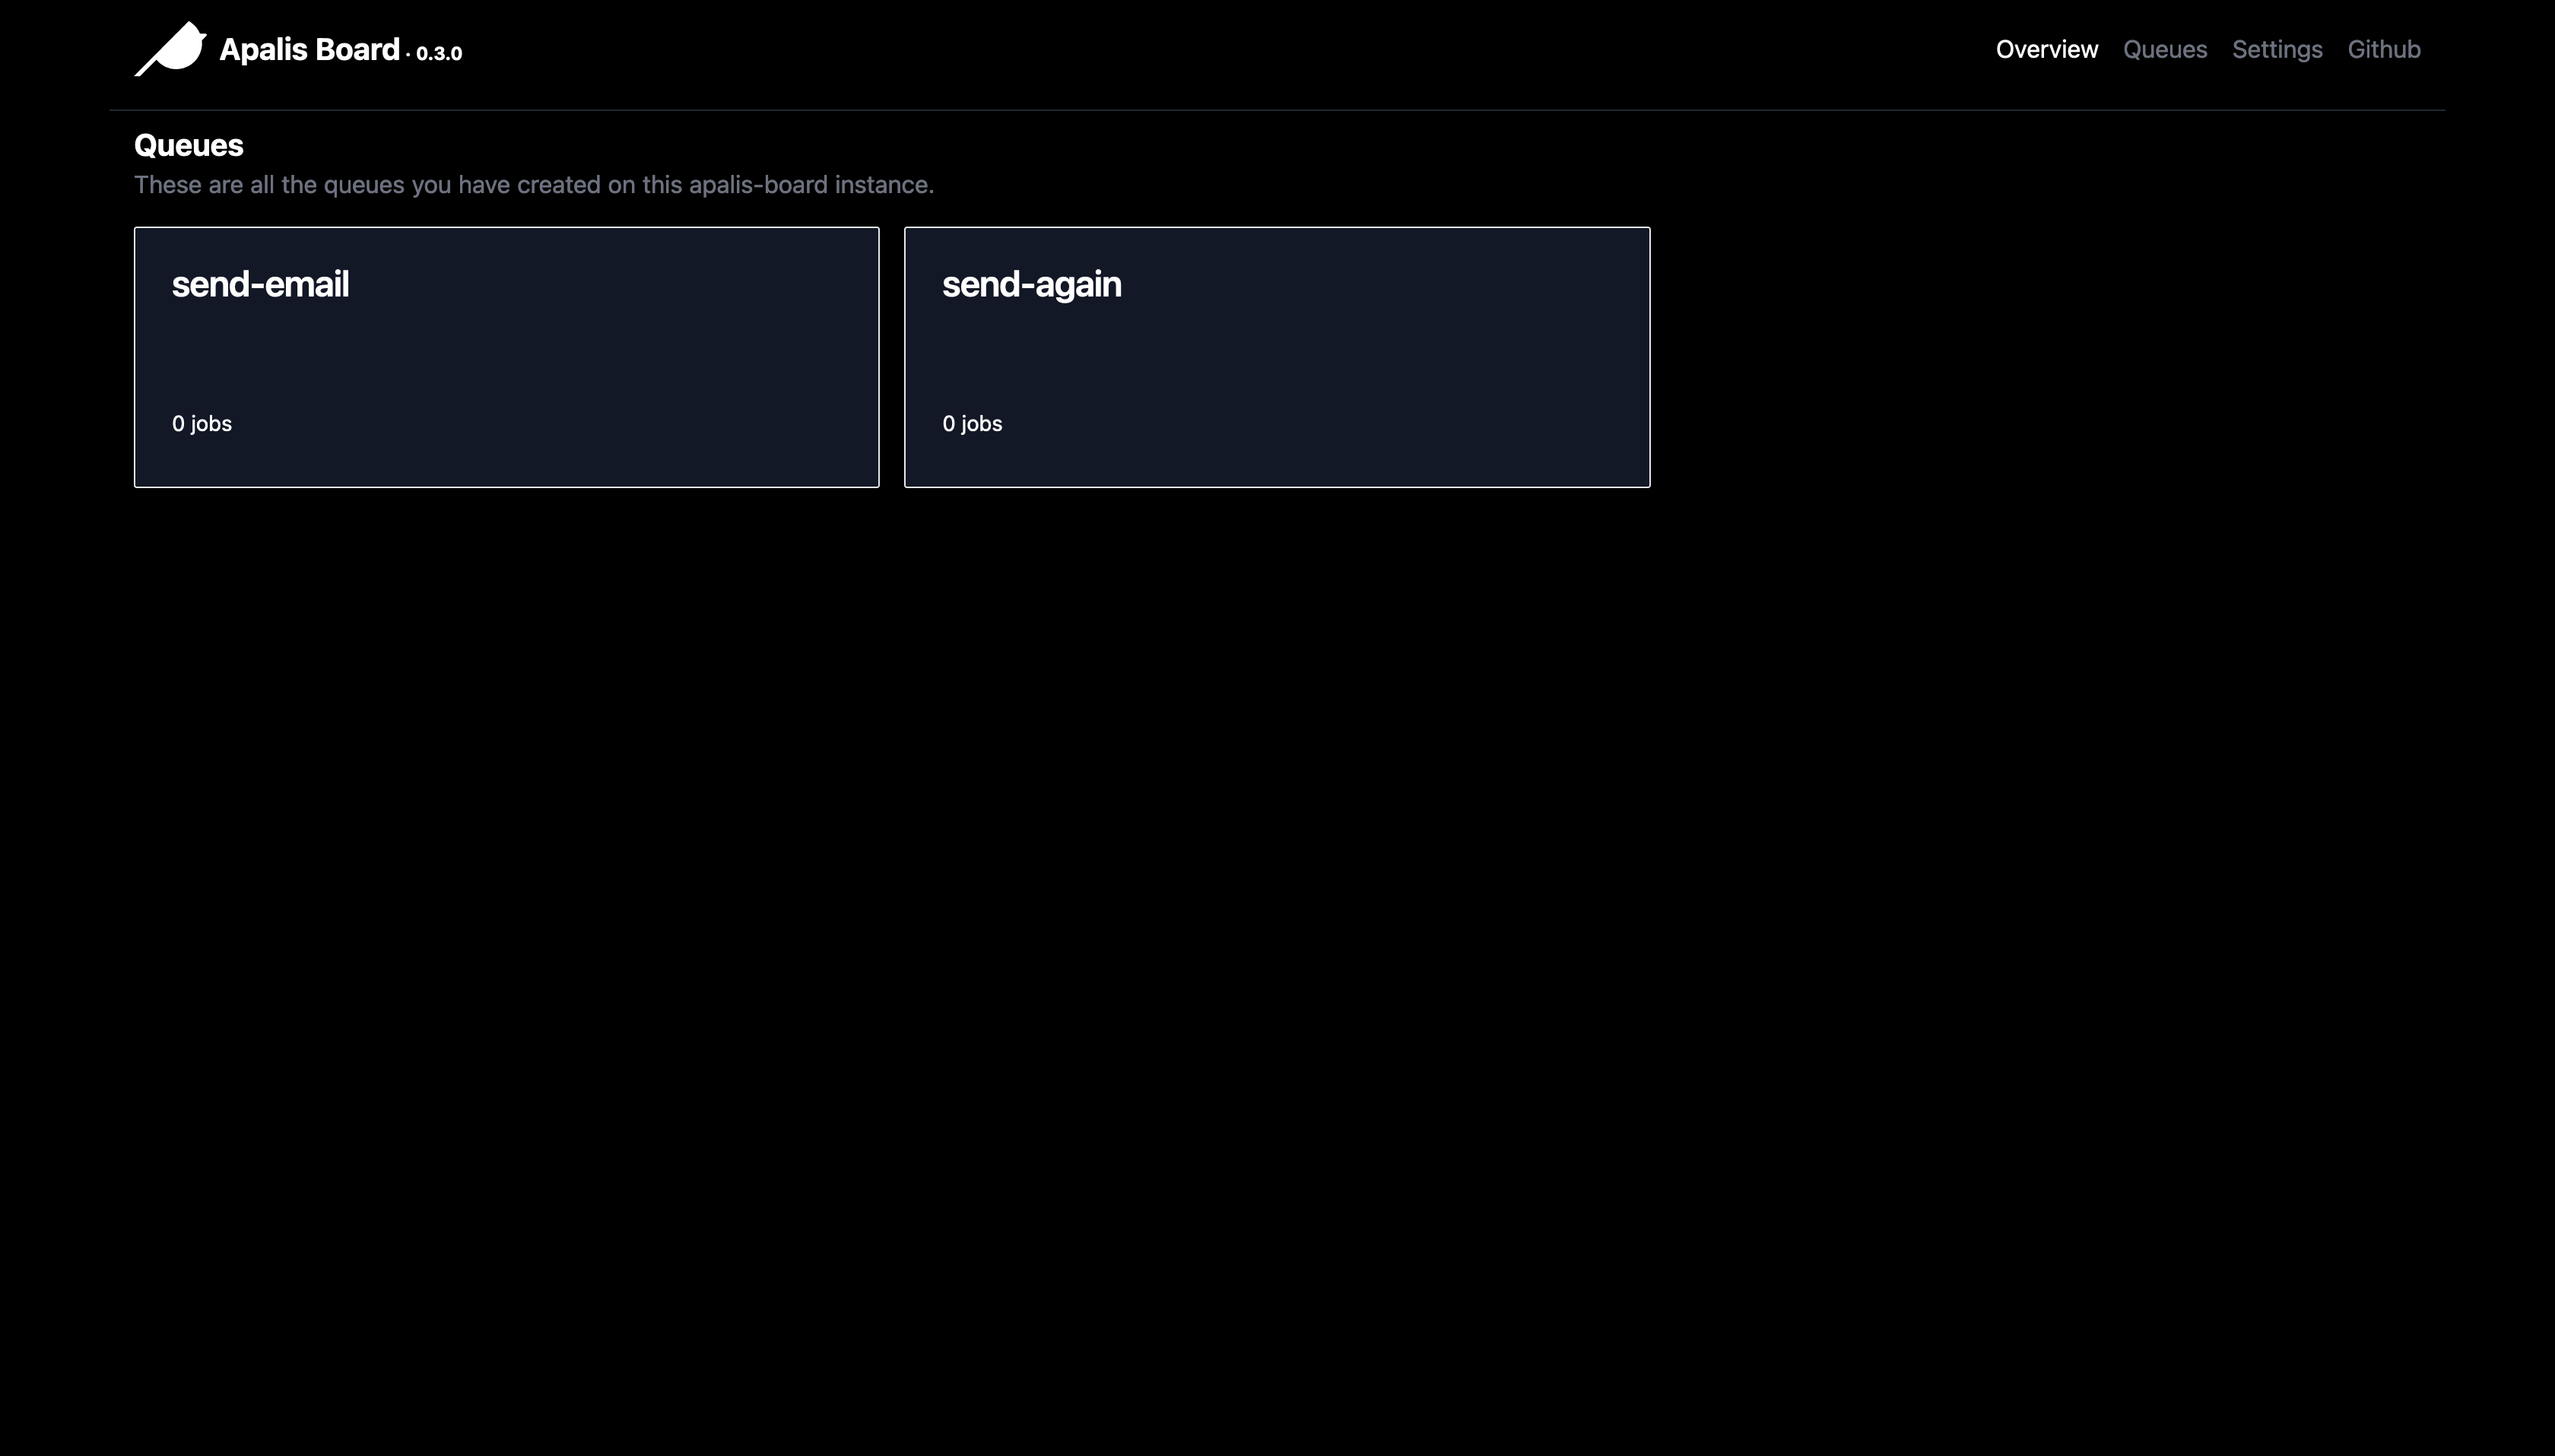 Apalis Board · 0.3.0
Overview Queues Settings Github
Queues
These are all the queues you have created on this apalis-board instance.
send-email
0 jobs
send-again
0 jobs